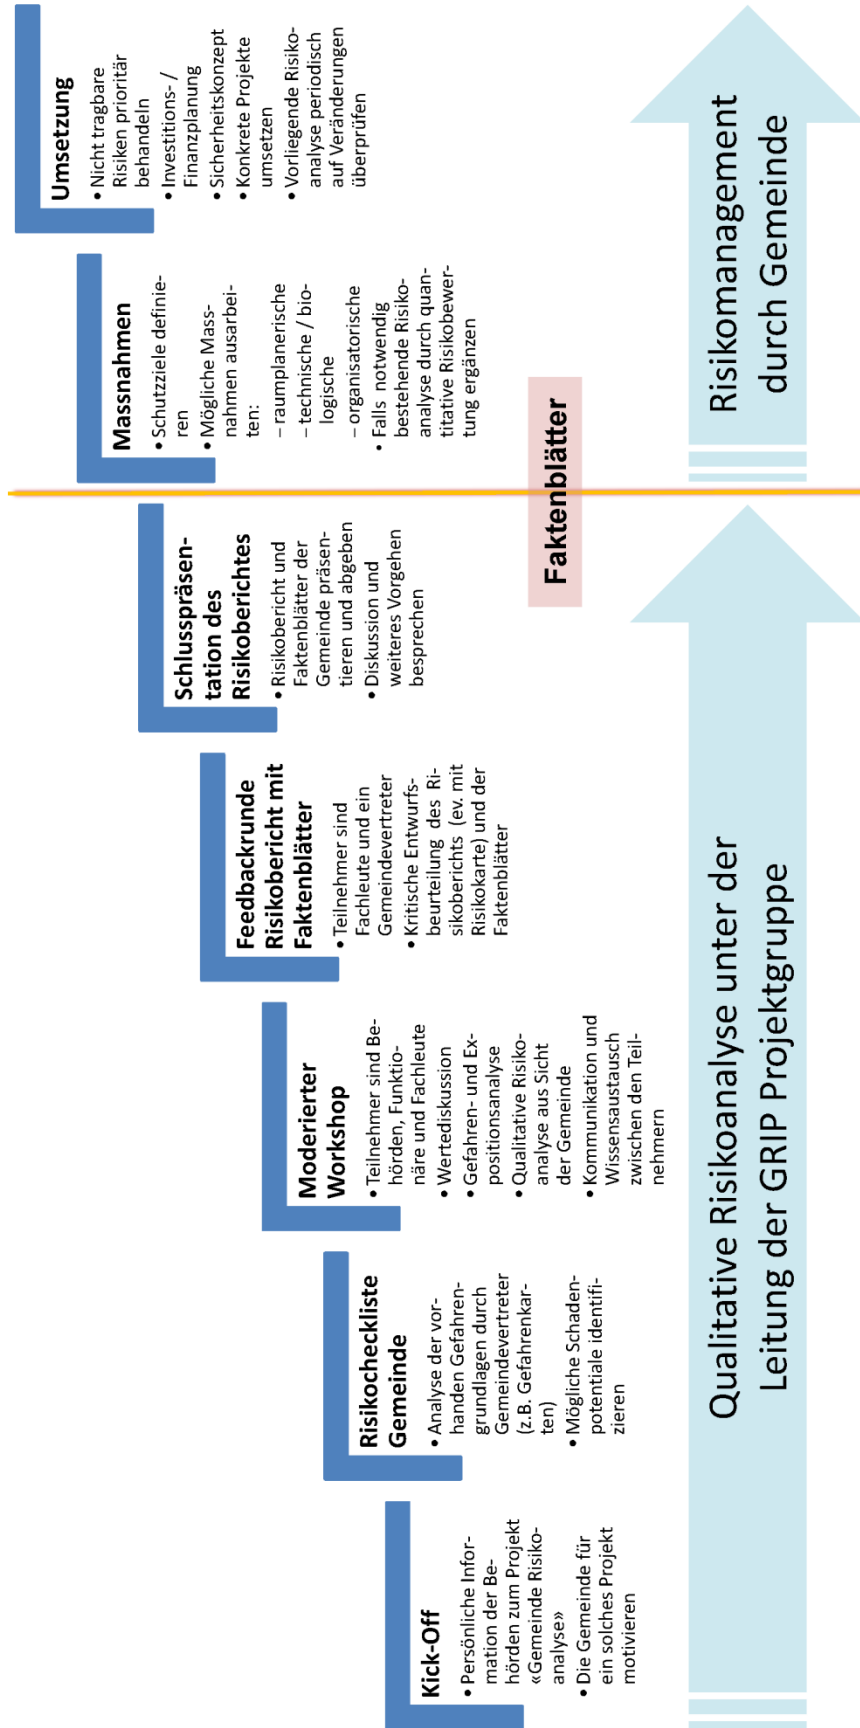 Kick-Off
• Persönliche Infor-
mation der Be-
hörden zum Projekt
«Gemeinde Risiko-
analyse»
• Die Gemeinde für
ein solches Projekt
motivieren
Risikocheckliste
Gemeinde
• Analyse der vor-
handen Gefahren-
grundlagen durch
Gemeindevertreter
(z.B. Gefahrenkar-
ten)
• Mögliche Schaden-
potentiale identifi-
zieren
Moderierter
Workshop
• Teilnehmer sind Be-
hörden, Funktio-
näre und Fachleute
• Wertediskussion
• Gefahren- und Ex-
positionsanalyse
• Qualitative Risiko-
analyse aus Sicht
der Gemeinde
• Kommunikation und
Wissensaustausch
zwischen den Teil-
nehmern
Feedbackrunde
Risikobericht mit
Faktenblätter
• Teilnehmer sind
Fachleute und ein
Gemeindevertreter
• Kritische Entwurfs-
beurteilung des Ri-
sikoberichts (ev. mit
Risikokarte) und der
Faktenblätter
Schlusspräsen-
tation des
Risikoberichtes
• Risikobericht und
Faktenblätter der
Gemeinde präsen-
tieren und abgeben
• Diskussion und
weiteres Vorgehen
besprechen
Massnahmen
• Schutzziele definie-
ren
• Mögliche Mass-
nahmen ausarbei-
ten:
– raumplanerische
– technische / bio-
logische
– organisatorische
• Falls notwendig
bestehende Risiko-
analyse durch quan-
titative Risikobewer-
tung ergänzen
Umsetzung
• Nicht tragbare
Risiken prioritär
behandeln
• Investitions- /
Finanzplanung
• Sicherheitskonzept
• Konkrete Projekte
umsetzen
• Vorliegende Risiko-
analyse periodisch
auf Veränderungen
überprüfen
Faktenblätter
Qualitative Risikoanalyse unter der
Leitung der GRIP Projektgruppe
Risikomanagement
durch Gemeinde